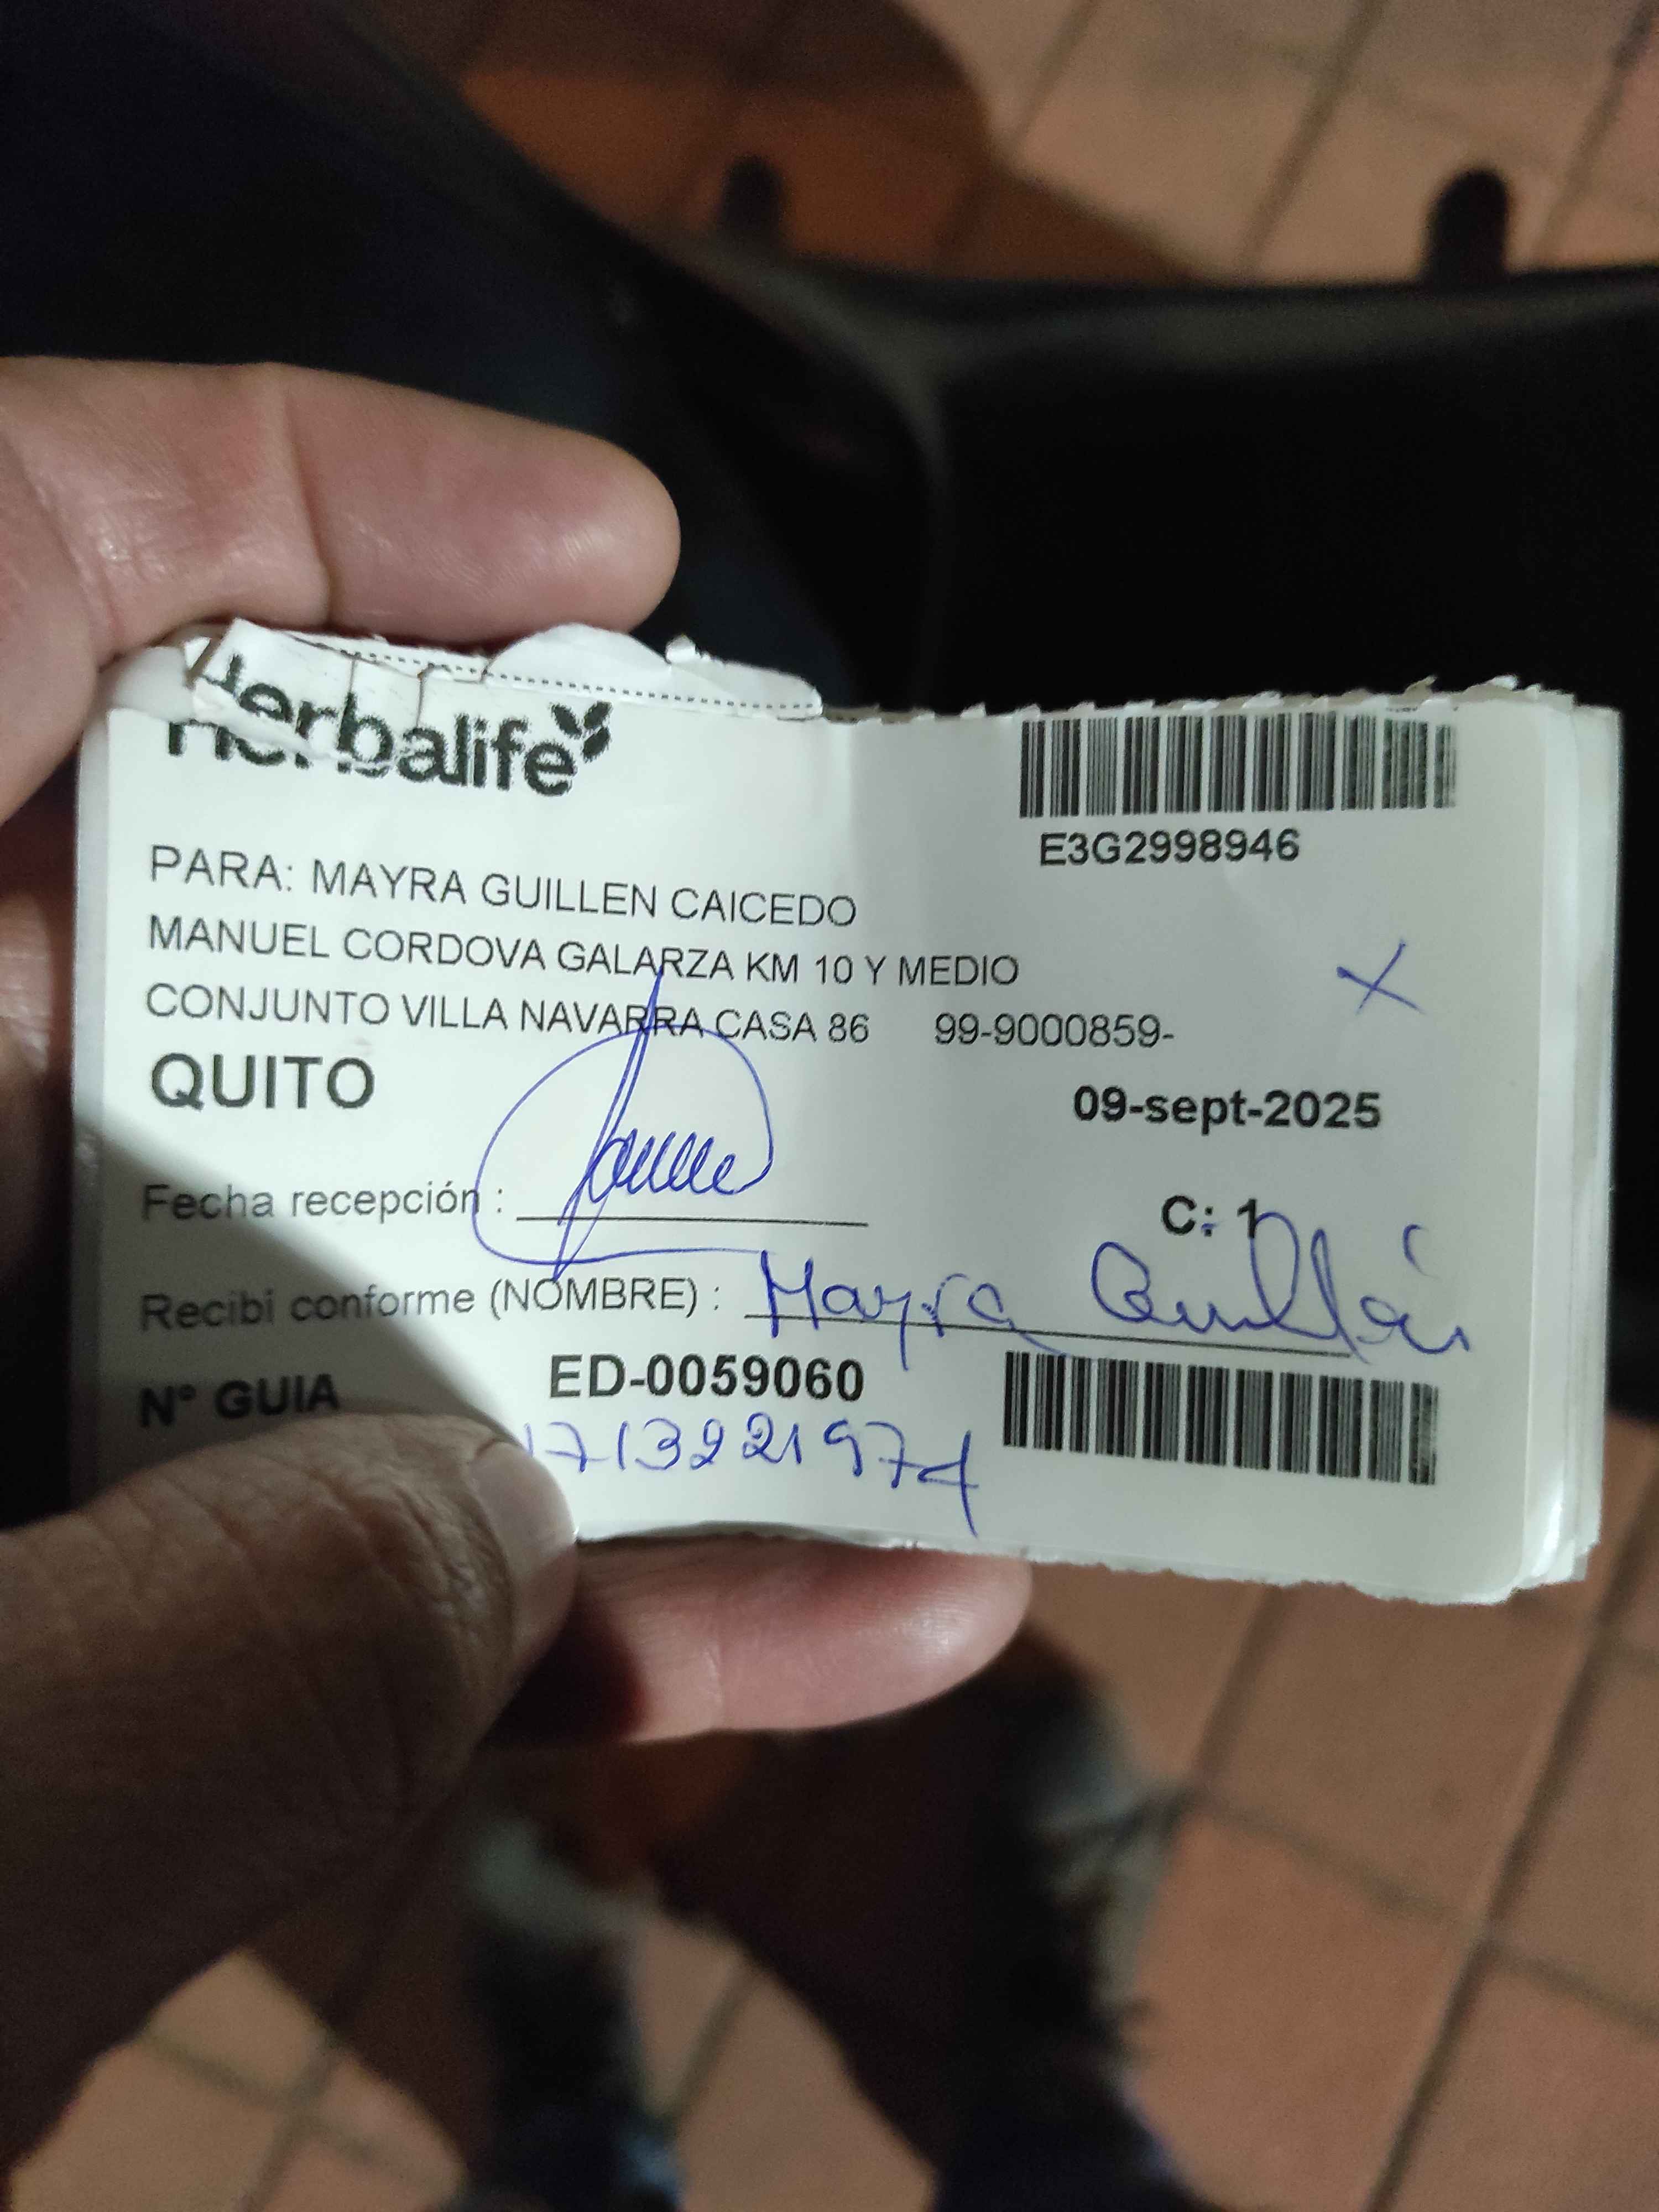 Herbalife
E3G2998946
PARA: MAYRA GUILLEN CAICEDO
MANUEL CORDOVA GALARZA KM 10 Y MEDIO
CONJUNTO VILLA NAVARRA CASA 86 99-9000859-
QUITO
09-sept-2025
Fecha recepción :
C: 1
Recibi conforme (NOMBRE) : Mayra Guillén
N° GUIA ED-0059060
1713221974